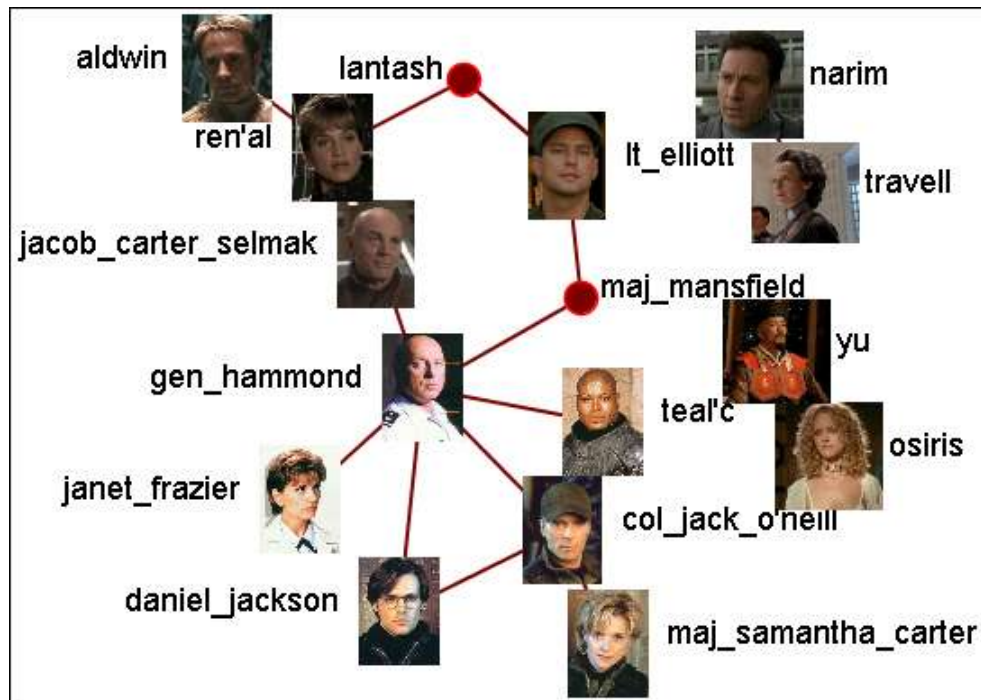 aldwin
lantash
narim
ren'al
lt_elliott
travell
jacob_carter_selmak
maj_mansfield
yu
gen_hammond
teal'c
osiris
janet_frazier
col_jack_o'neill
daniel_jackson
maj_samantha_carter